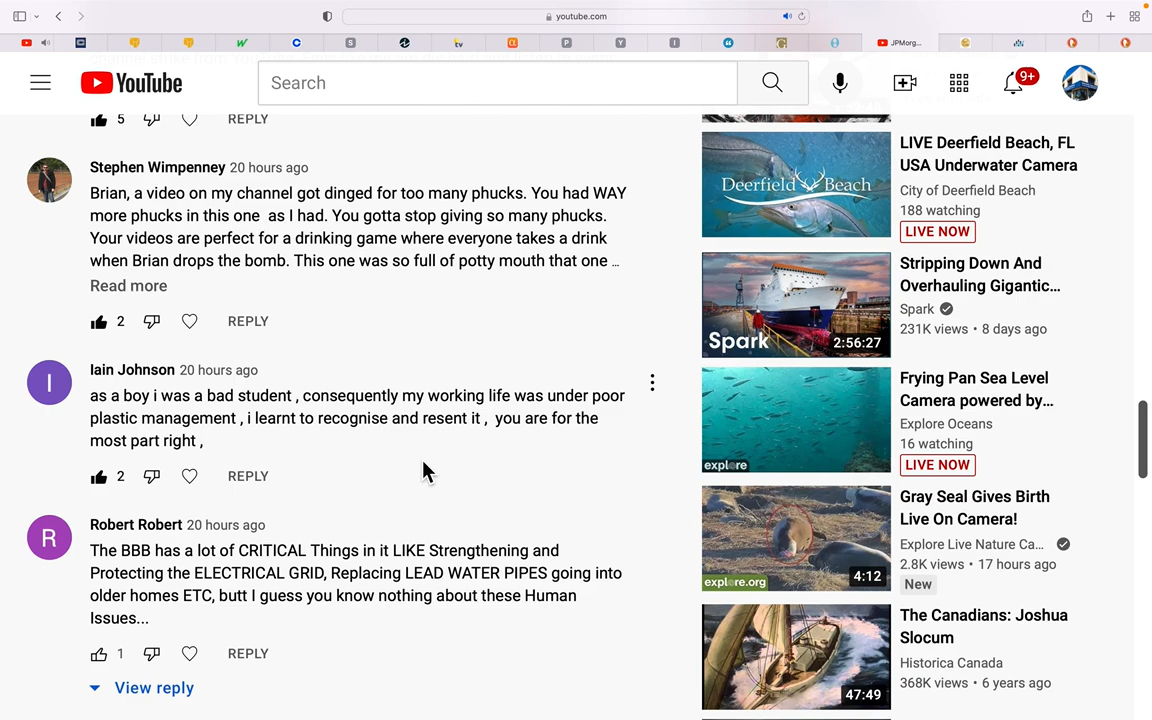 youtube.com
W
C
S
tv
α
P
Y
I
JPMorg...
YouTube
Search
9+
5
REPLY
Stephen Wimpenney 20 hours ago
Brian, a video on my channel got dinged for too many phucks. You had WAY
more phucks in this one  as I had. You gotta stop giving so many phucks.
Your videos are perfect for a drinking game where everyone takes a drink
when Brian drops the bomb. This one was so full of potty mouth that one ...
Read more
2
REPLY
I
Iain Johnson 20 hours ago
as a boy i was a bad student , consequently my working life was under poor
plastic management , i learnt to recognise and resent it ,  you are for the
most part right ,
2
REPLY
R
Robert Robert 20 hours ago
The BBB has a lot of CRITICAL Things in it LIKE Strengthening and
Protecting the ELECTRICAL GRID, Replacing LEAD WATER PIPES going into
older homes ETC, butt I guess you know nothing about these Human
Issues...
1
REPLY
View reply
Deerfield Beach
LIVE Deerfield Beach, FL
USA Underwater Camera
City of Deerfield Beach
188 watching
LIVE NOW
Spark
2:56:27
Stripping Down And
Overhauling Gigantic...
Spark
231K views • 8 days ago
explore
Frying Pan Sea Level
Camera powered by...
Explore Oceans
16 watching
LIVE NOW
explore.org
4:12
Gray Seal Gives Birth
Live On Camera!
Explore Live Nature Ca...
2.8K views • 17 hours ago
New
47:49
The Canadians: Joshua
Slocum
Historica Canada
368K views • 6 years ago